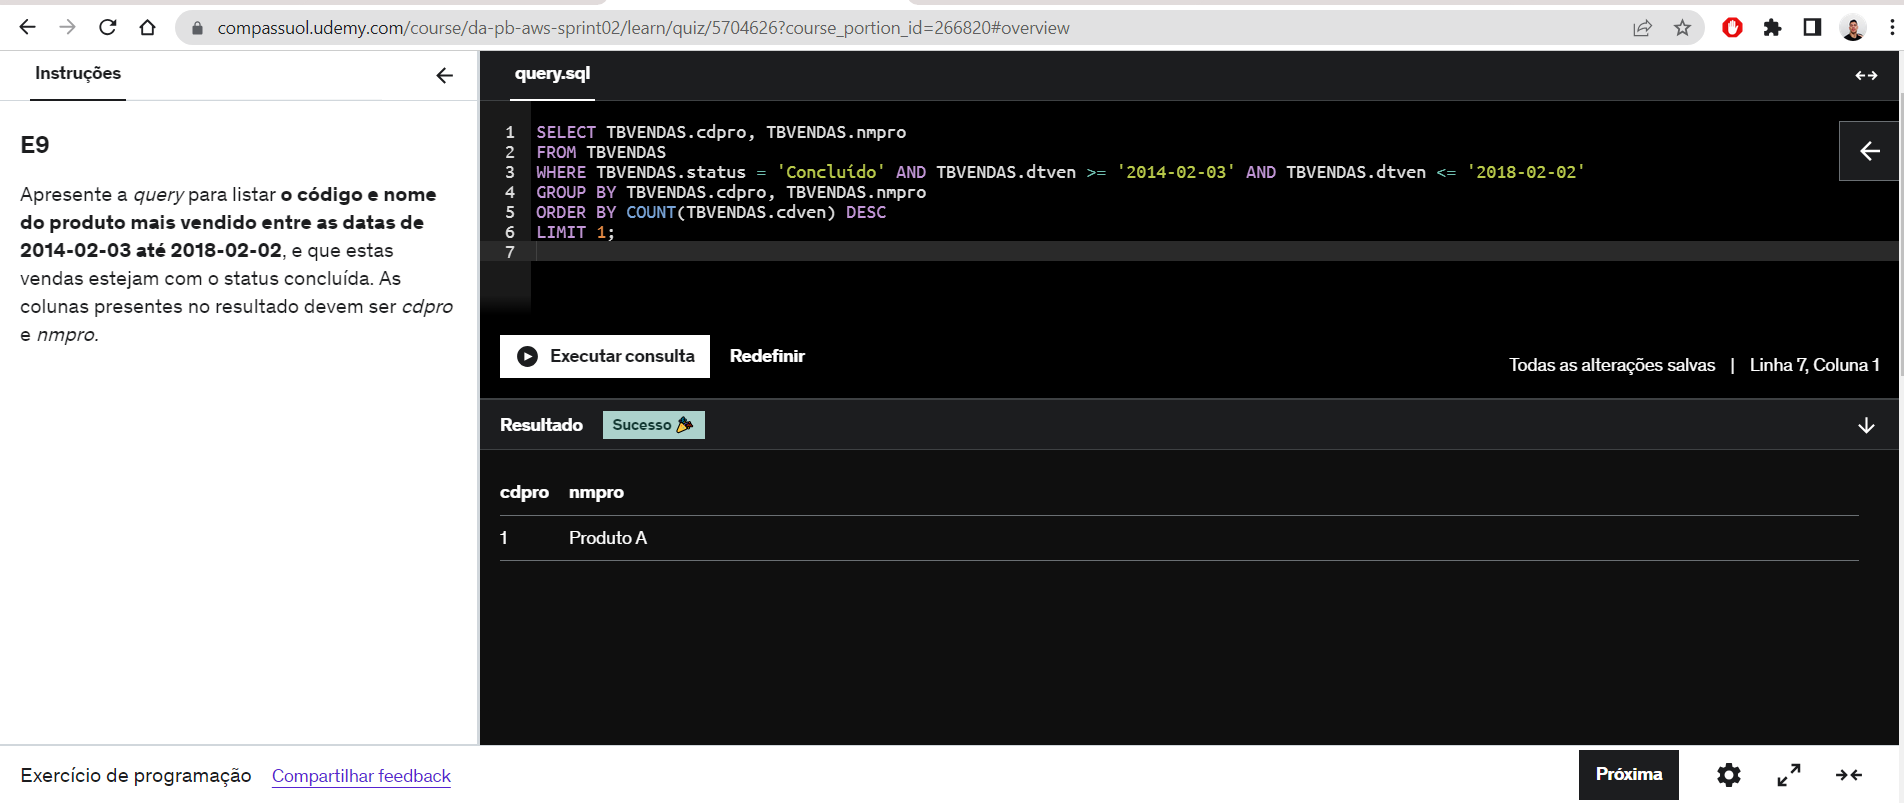 compassuol.udemy.com/course/da-pb-aws-sprint02/learn/quiz/5704626?course_portion_id=266820#overview
Instruções
E9
Apresente a query para listar o código e nome
do produto mais vendido entre as datas de
2014-02-03 até 2018-02-02, e que estas
vendas estejam com o status concluída. As
colunas presentes no resultado devem ser cdpro
e nmpro.
query.sql
1 SELECT TBVENDAS.cdpro, TBVENDAS.nmpro
2 FROM TBVENDAS
3 WHERE TBVENDAS.status = 'Concluído' AND TBVENDAS.dtven >= '2014-02-03' AND TBVENDAS.dtven <= '2018-02-02'
4 GROUP BY TBVENDAS.cdpro, TBVENDAS.nmpro
5 ORDER BY COUNT(TBVENDAS.cdven) DESC
6 LIMIT 1;
7
Executar consulta Redefinir
Todas as alterações salvas | Linha 7, Coluna 1
Resultado Sucesso
cdpro nmpro
1 Produto A
Exercício de programação Compartilhar feedback
Próxima